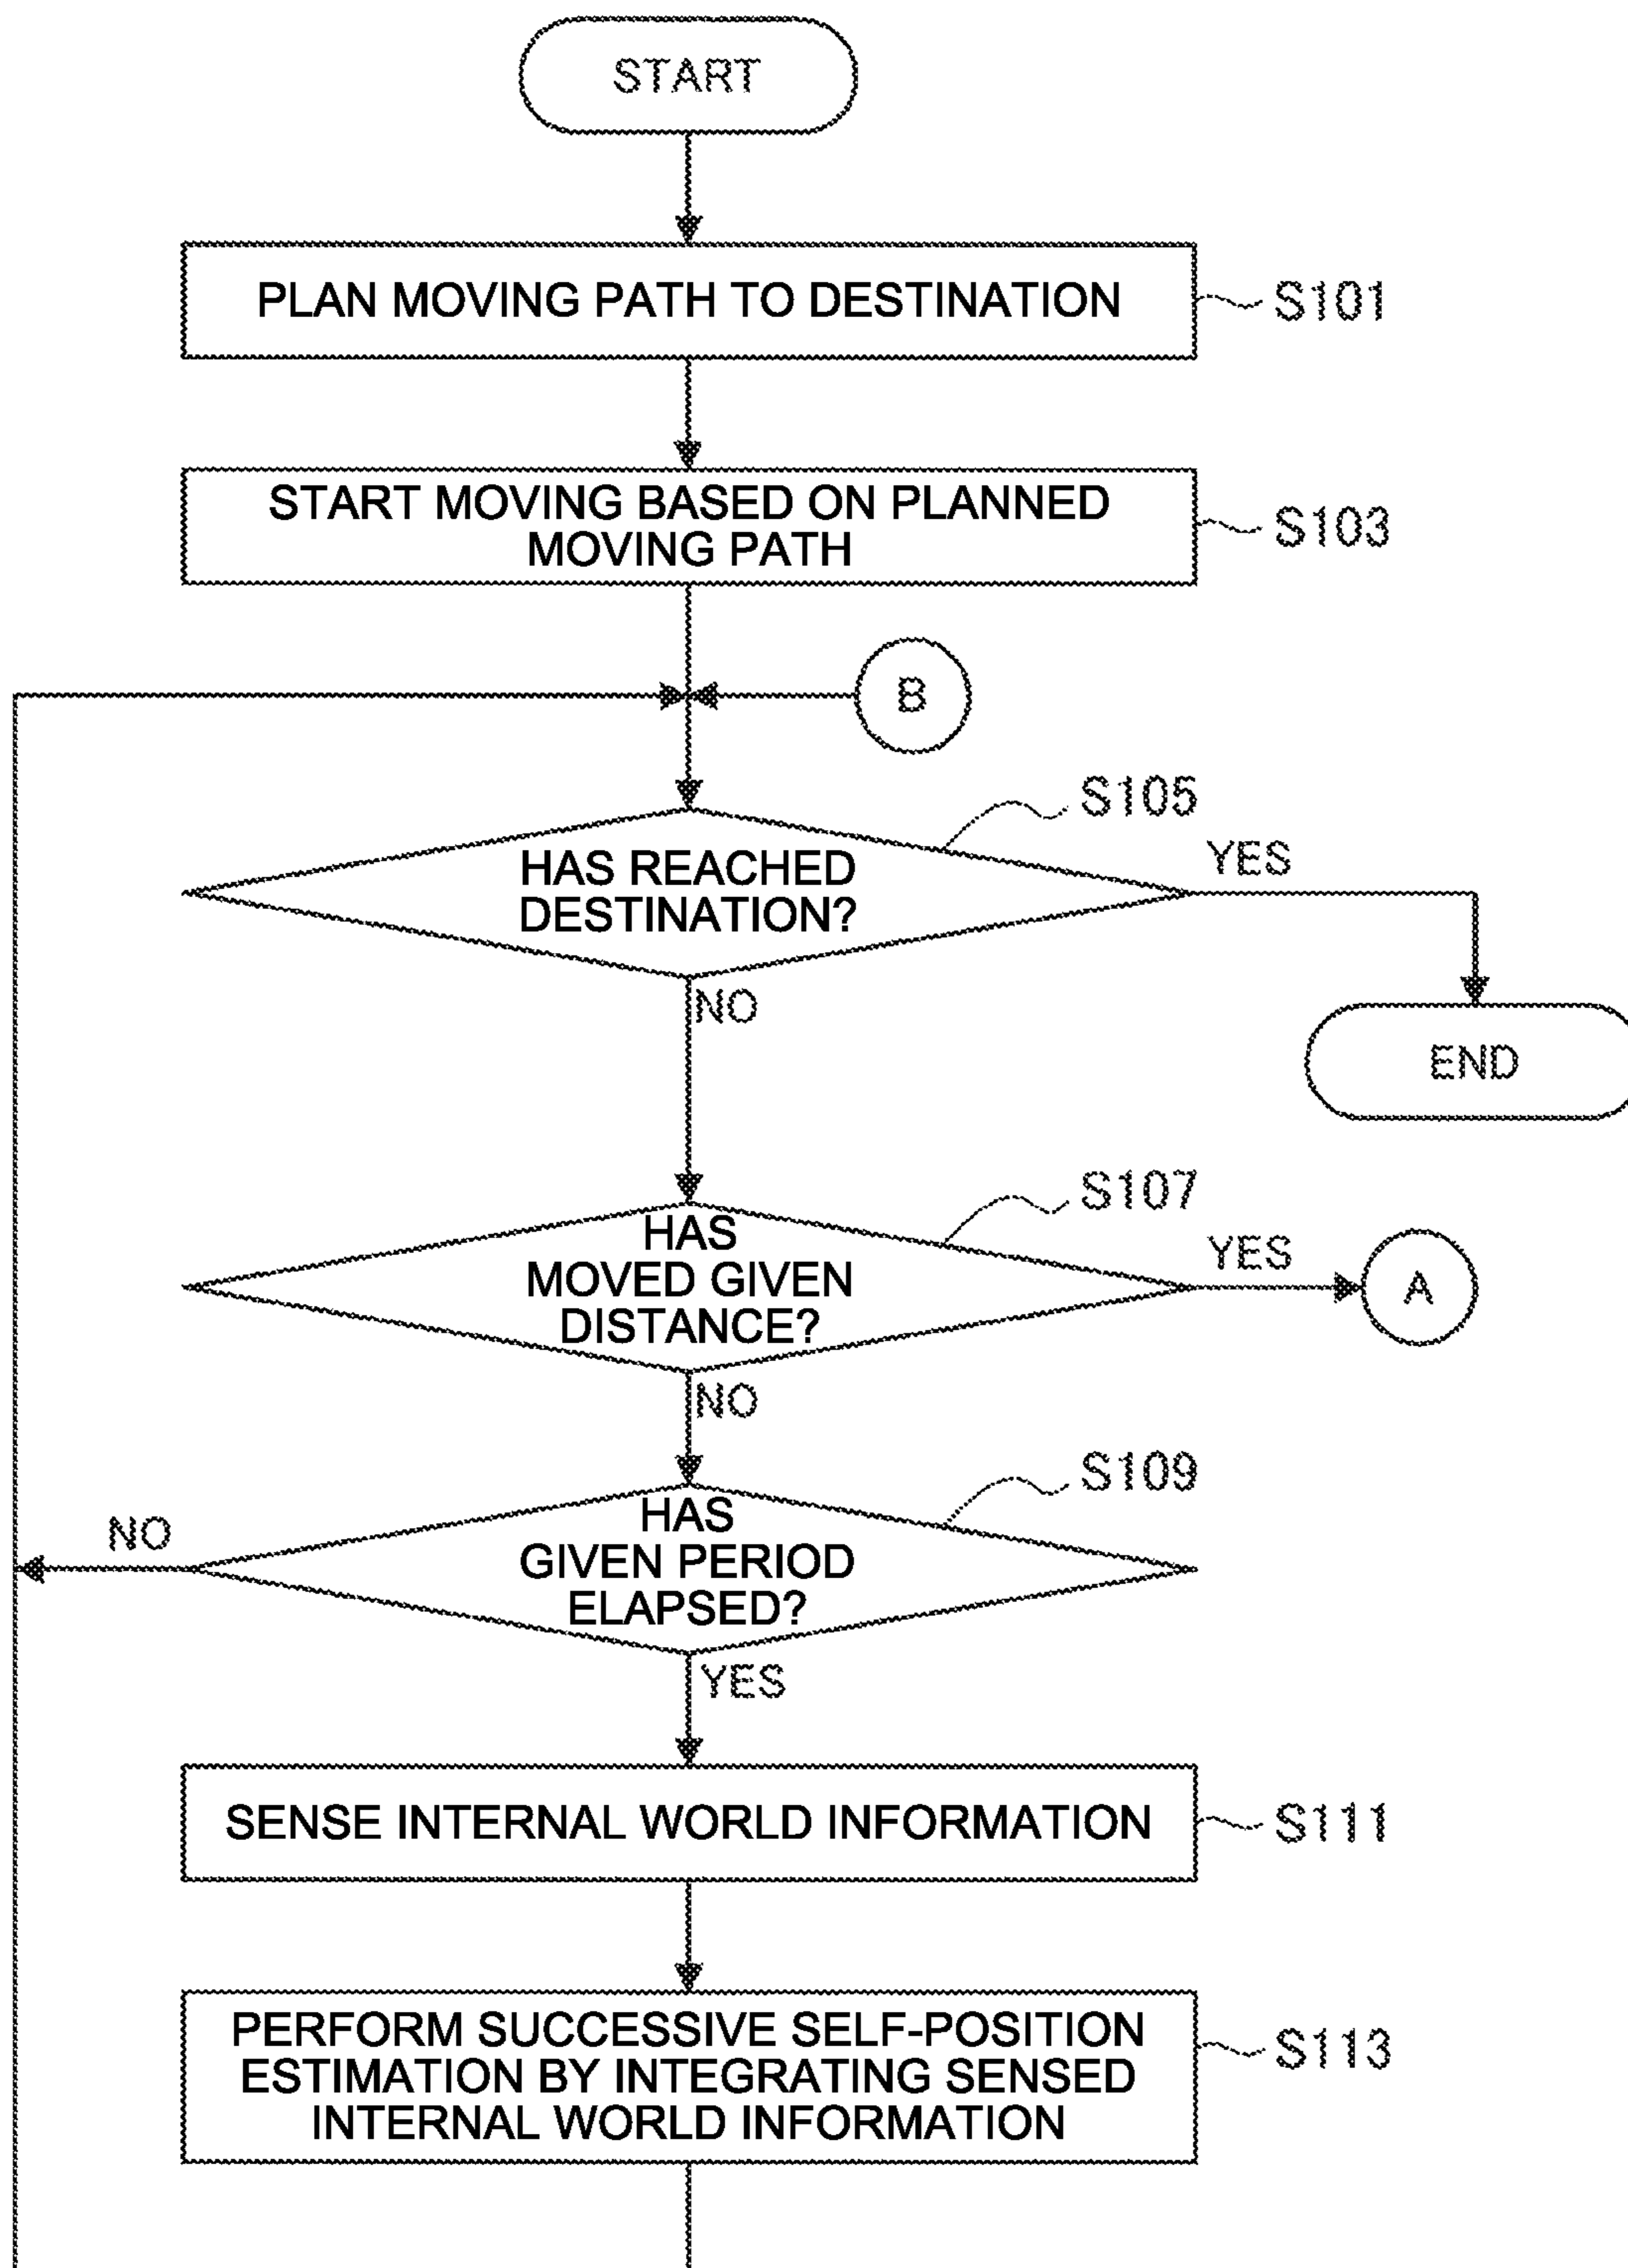 START
PLAN MOVING PATH TO DESTINATION
S101
START MOVING BASED ON PLANNED
MOVING PATH
S103
B
S105
HAS REACHED
DESTINATION?
YES
NO
END
S107
HAS
MOVED GIVEN
DISTANCE?
YES
A
NO
S109
HAS
GIVEN PERIOD
ELAPSED?
NO
YES
SENSE INTERNAL WORLD INFORMATION
S111
PERFORM SUCCESSIVE SELF-POSITION
ESTIMATION BY INTEGRATING SENSED
INTERNAL WORLD INFORMATION
S113